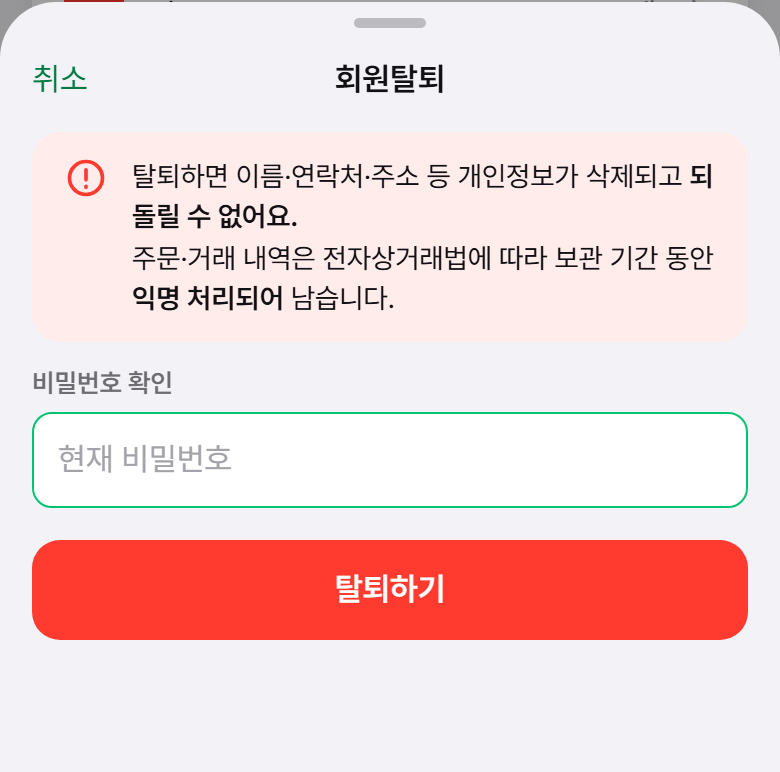 취소
회원탈퇴
탈퇴하면 이름·연락처·주소 등 개인정보가 삭제되고 되
돌릴 수 없어요.
주문·거래 내역은 전자상거래법에 따라 보관 기간 동안
익명 처리되어 남습니다.
비밀번호 확인
현재 비밀번호
탈퇴하기